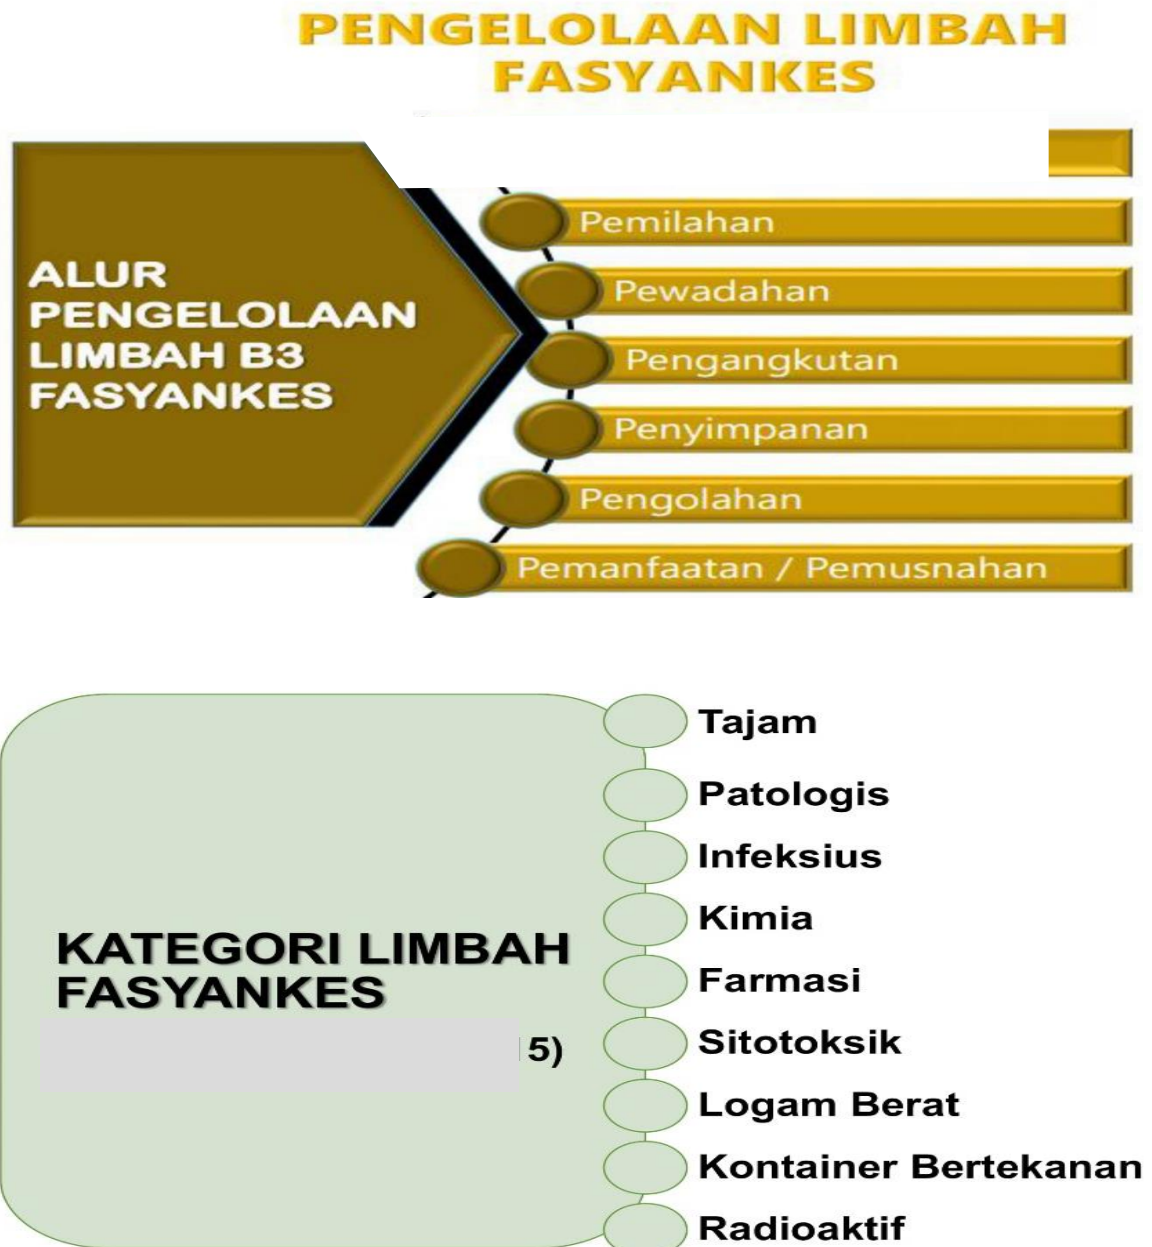 PENGELOLAAN LIMBAH
FASYANKES
ALUR
PENGELOLAAN
LIMBAH B3
FASYANKES
Pemilahan
Pewadahan
Pengangkutan
Penyimpanan
Pengolahan
Pemanfaatan / Pemusnahan
KATEGORI LIMBAH
FASYANKES
5)
Tajam
Patologis
Infeksius
Kimia
Farmasi
Sitotoksik
Logam Berat
Kontainer Bertekanan
Radioaktif